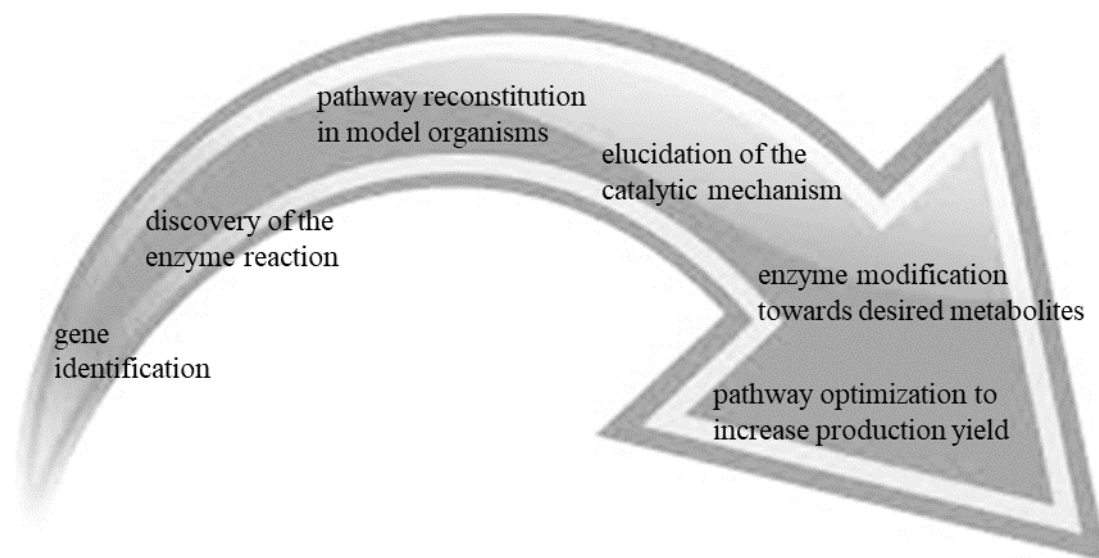 gene
identification
discovery of the
enzyme reaction
pathway reconstitution
in model organisms
elucidation of the
catalytic mechanism
enzyme modification
towards desired metabolites
pathway optimization to
increase production yield